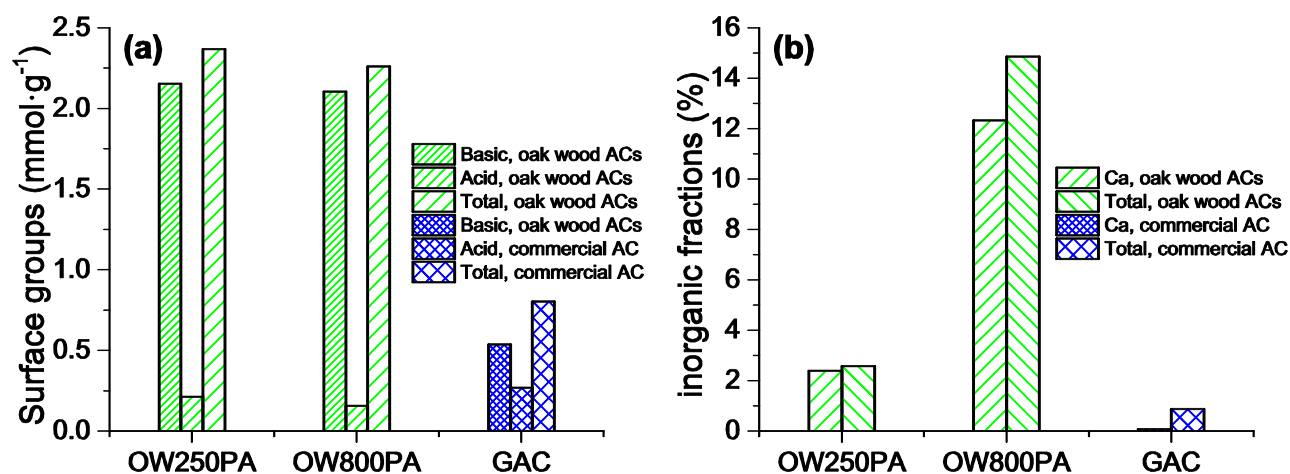 (a)
Surface groups (mmol·g⁻¹)
2.5
2.0
1.5
1.0
0.5
0.0
Basic, oak wood ACs
Acid, oak wood ACs
Total, oak wood ACs
Basic, oak wood ACs
Acid, commercial AC
Total, commercial AC
OW250PA OW800PA GAC
(b)
inorganic fractions (%)
16
14
12
10
8
6
4
2
0
Ca, oak wood ACs
Total, oak wood ACs
Ca, commercial AC
Total, commercial AC
OW250PA OW800PA GAC